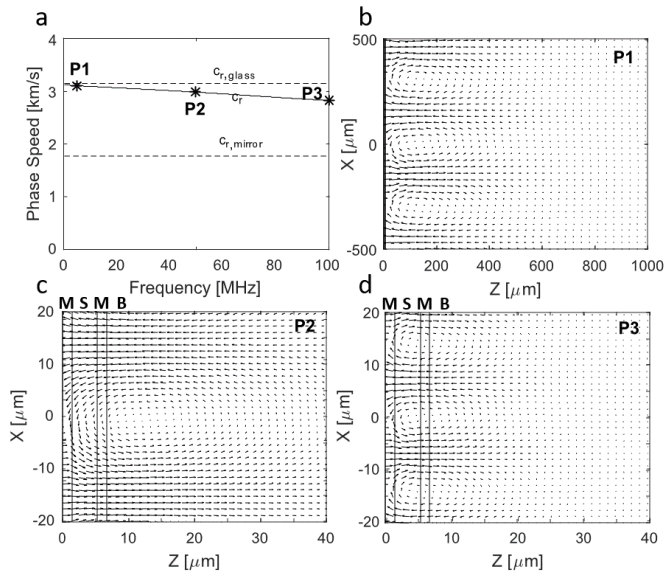 a
4
3
2
1
0
Phase Speed [km/s]
P1
c_r,glass
c_r
P2
P3
c_r,mirror
0 20 40 60 80 100
Frequency [MHz]
b
500
0
-500
X [μm]
P1
0 200 400 600 800 1000
Z [μm]
c
M S M B
20
10
0
-10
-20
X [μm]
P2
0 10 20 30 40
Z [μm]
d
M S M B
20
10
0
-10
-20
X [μm]
P3
0 10 20 30 40
Z [μm]